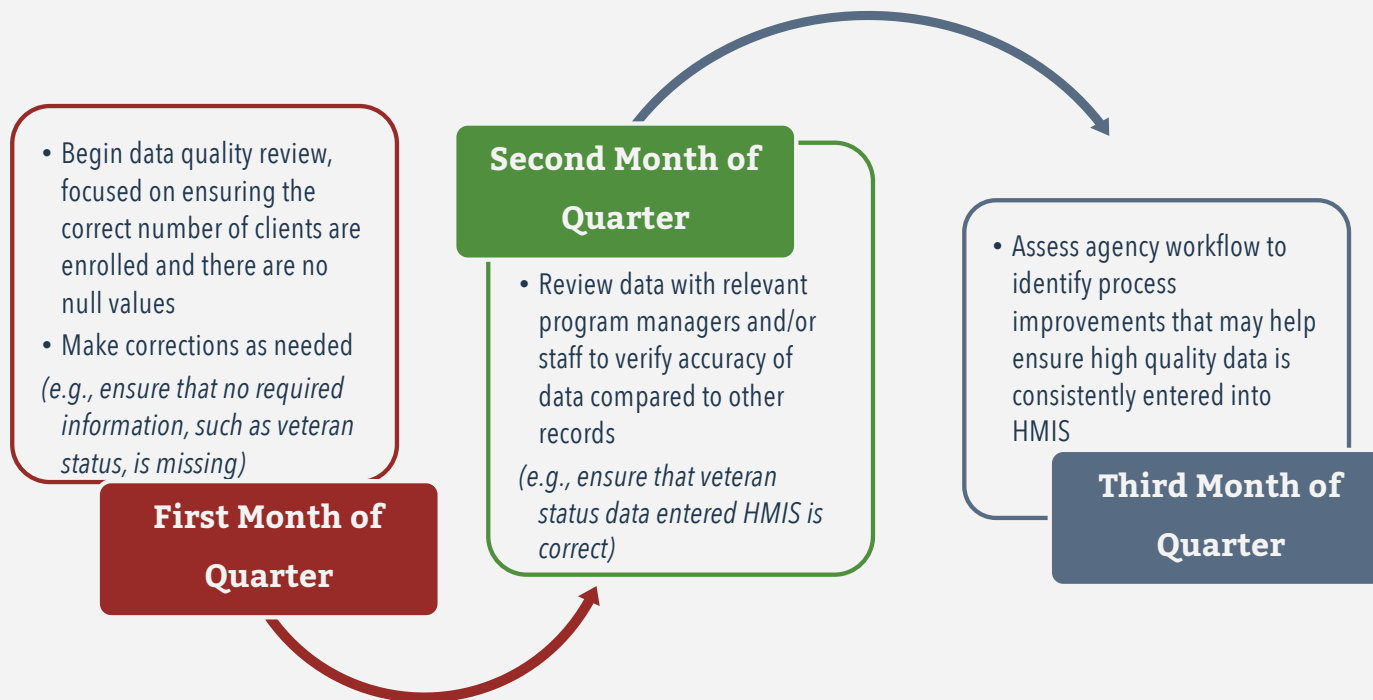 • Begin data quality review,
focused on ensuring the
correct number of clients are
enrolled and there are no
null values
• Make corrections as needed
(e.g., ensure that no required
information, such as veteran
status, is missing)
First Month of
Quarter
Second Month of
Quarter
• Review data with relevant
program managers and/or
staff to verify accuracy of
data compared to other
records
(e.g., ensure that veteran
status data entered HMIS is
correct)
• Assess agency workflow to
identify process
improvements that may help
ensure high quality data is
consistently entered into
HMIS
Third Month of
Quarter